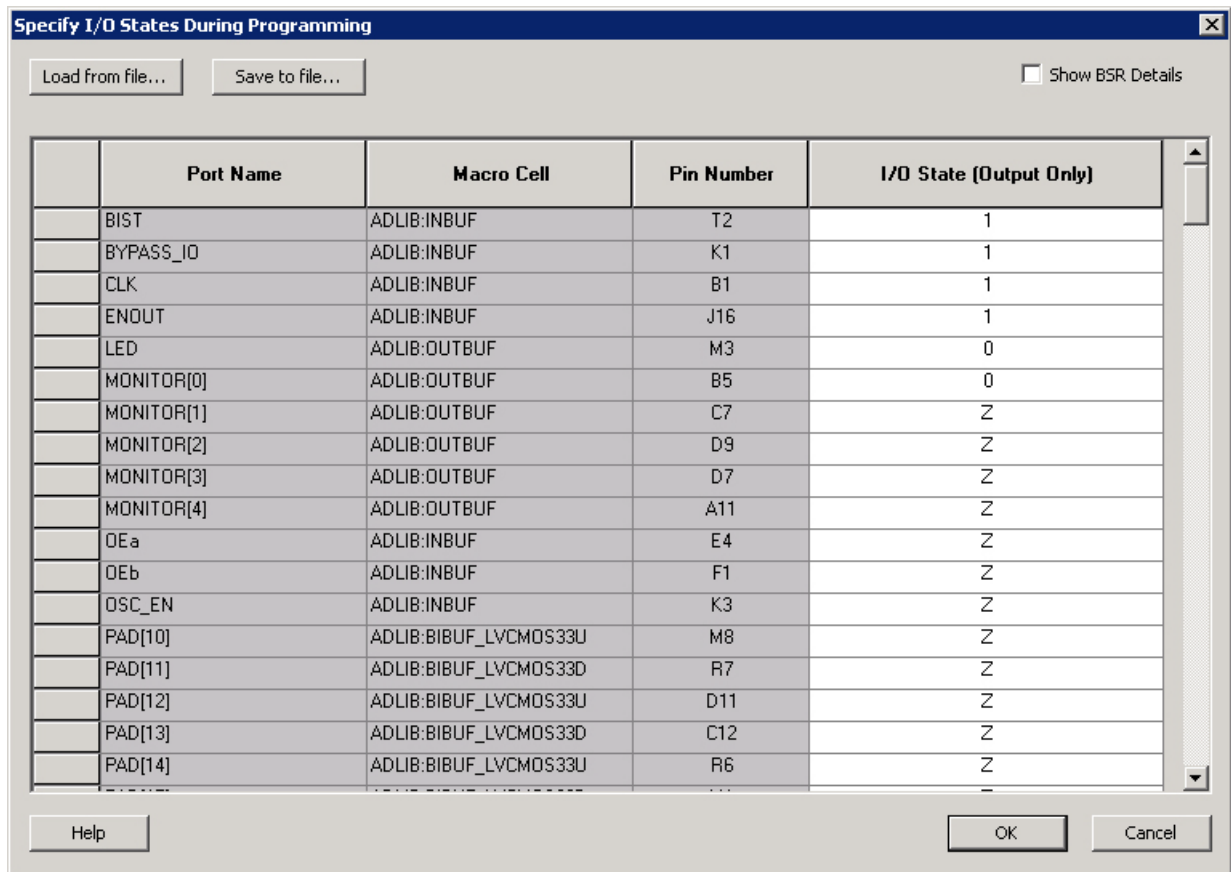 Specify I/O States During Programming
Load from file... Save to file... Show BSR Details
Port Name Macro Cell Pin Number I/O State (Output Only)
BIST ADLIB:INBUF T2 1
BYPASS_IO ADLIB:INBUF K1 1
CLK ADLIB:INBUF B1 1
ENOUT ADLIB:INBUF J16 1
LED ADLIB:OUTBUF M3 0
MONITOR[0] ADLIB:OUTBUF B5 0
MONITOR[1] ADLIB:OUTBUF C7 Z
MONITOR[2] ADLIB:OUTBUF D9 Z
MONITOR[3] ADLIB:OUTBUF D7 Z
MONITOR[4] ADLIB:OUTBUF A11 Z
OEa ADLIB:INBUF E4 Z
OEb ADLIB:INBUF F1 Z
OSC_EN ADLIB:INBUF K3 Z
PAD[10] ADLIB:BIBUF_LVCMOS33U M8 Z
PAD[11] ADLIB:BIBUF_LVCMOS33D R7 Z
PAD[12] ADLIB:BIBUF_LVCMOS33U D11 Z
PAD[13] ADLIB:BIBUF_LVCMOS33D C12 Z
PAD[14] ADLIB:BIBUF_LVCMOS33U R6 Z
Help OK Cancel